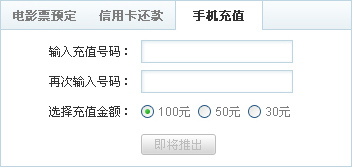 电影票预定 信用卡还款 手机充值
输入充值号码：
再次输入号码：
选择充值金额： 100元 50元 30元
即将推出